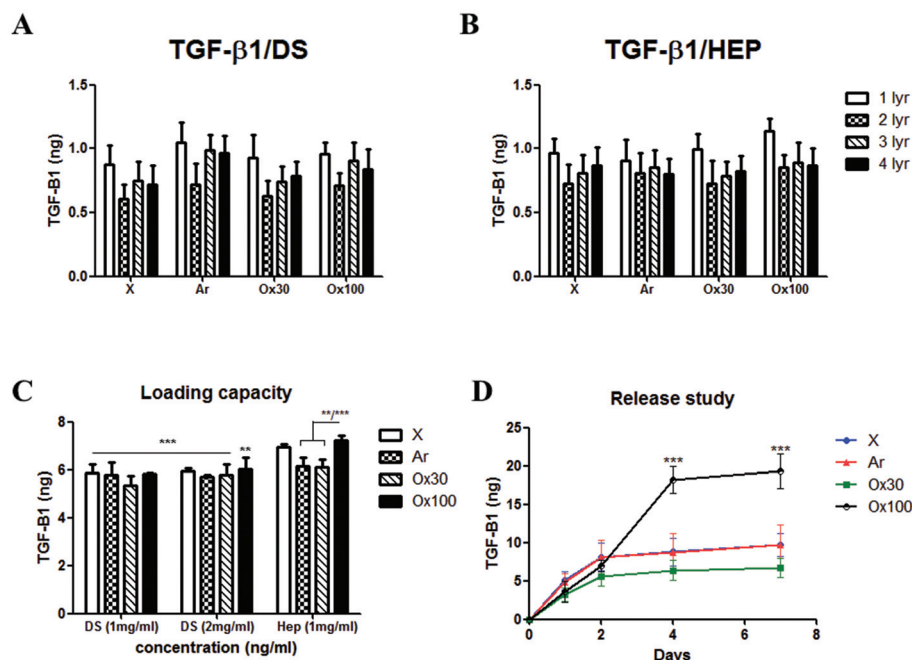 A
TGF-β1/DS
TGF-B1 (ng)
1.5
1.0
0.5
0.0
X Ar Ox30 Ox100
B
TGF-β1/HEP
TGF-B1 (ng)
1.5
1.0
0.5
0.0
X Ar Ox30 Ox100
1 lyr
2 lyr
3 lyr
4 lyr
C
Loading capacity
TGF-B1 (ng)
8
6
4
2
0
***
**
**/***
DS (1mg/ml) DS (2mg/ml) Hep (1mg/ml)
concentration (ng/ml)
X
Ar
Ox30
Ox100
D
Release study
TGF-B1 (ng)
25
20
15
10
5
0
***
***
0 2 4 6 8
Days
X
Ar
Ox30
Ox100